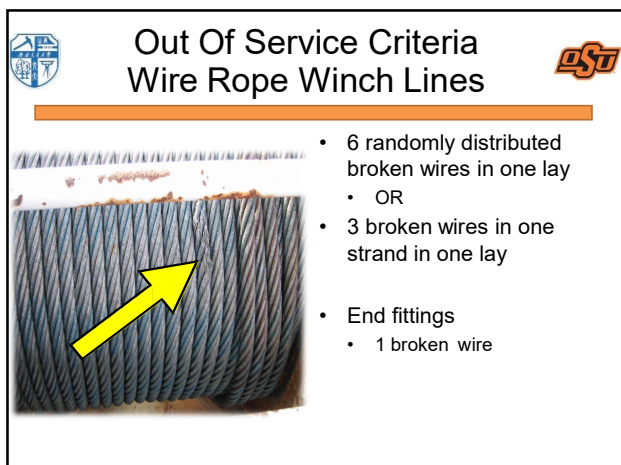 Out Of Service Criteria
Wire Rope Winch Lines
OSU
• 6 randomly distributed
broken wires in one lay
• OR
• 3 broken wires in one
strand in one lay
• End fittings
• 1 broken wire